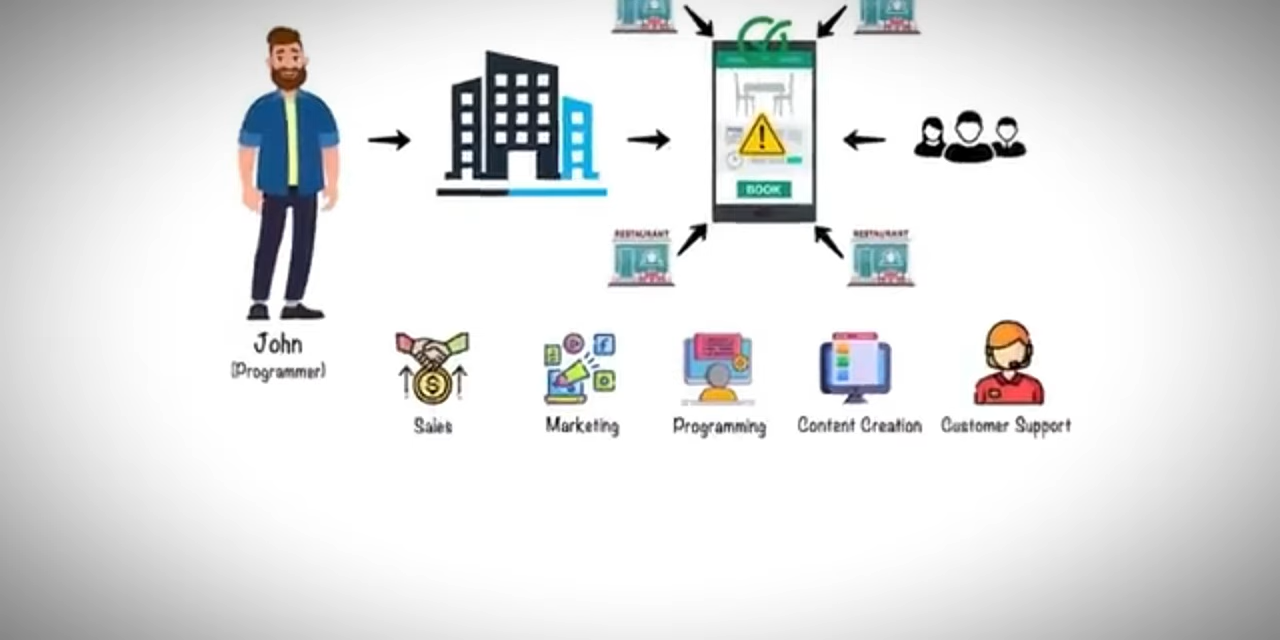 BOOK
RESTAURANT
RESTAURANT
John
(Programmer)
Sales
Marketing
Programming
Content Creation
Customer Support